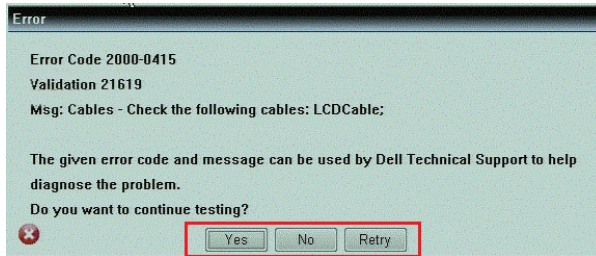 Error
Error Code 2000-0415
Validation 21619
Msg: Cables - Check the following cables: LCDCable;
The given error code and message can be used by Dell Technical Support to help
diagnose the problem.
Do you want to continue testing?
Yes No Retry